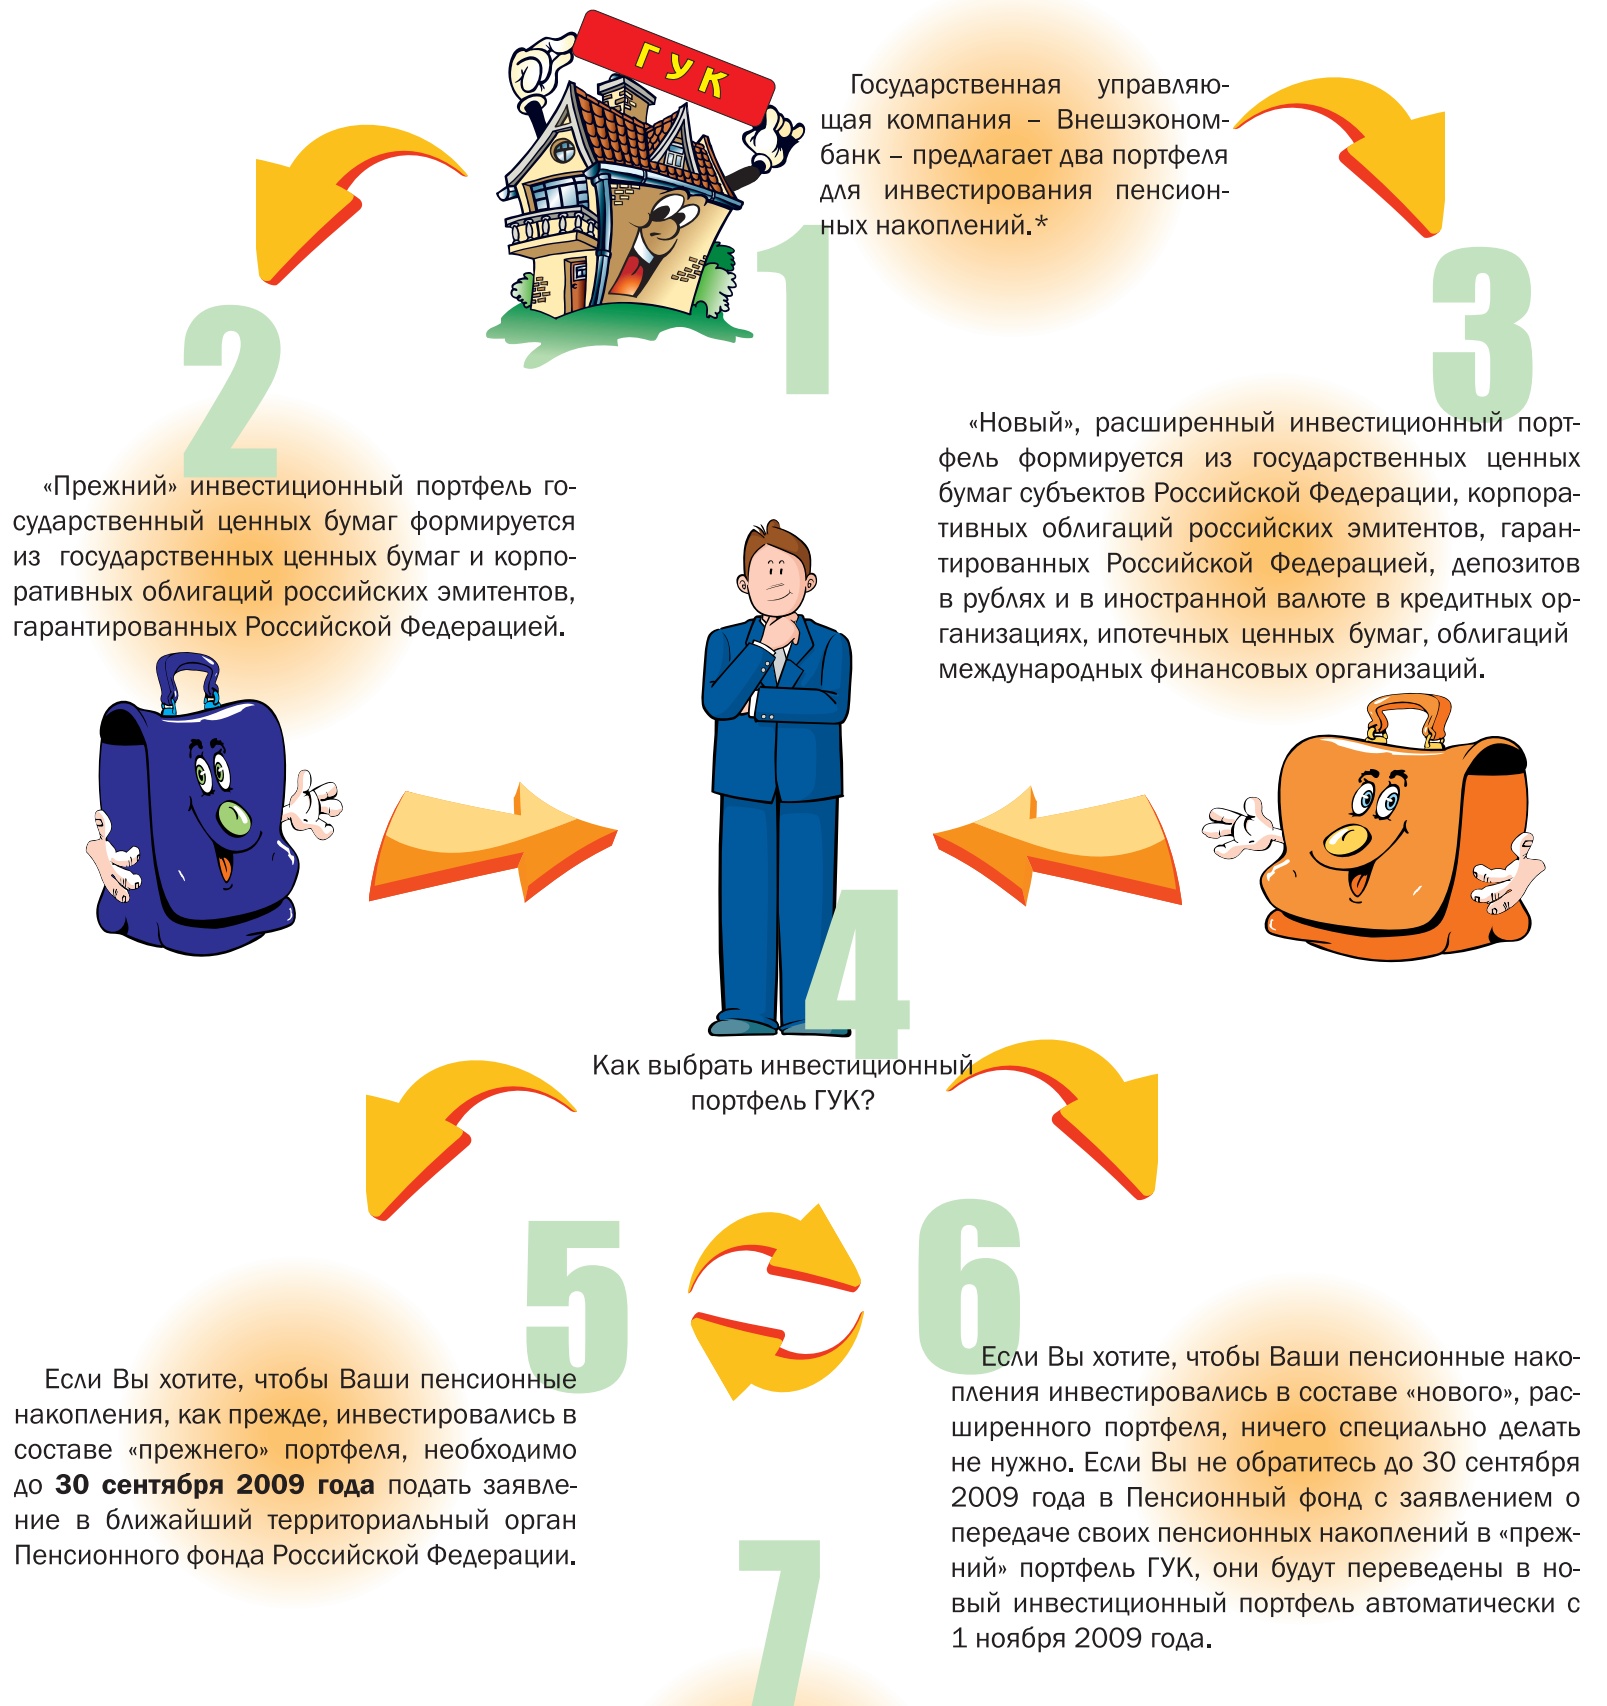 ГУК
Государственная управляю-
щая компания – Внешэконом-
банк – предлагает два портфеля
для инвестирования пенсион-
ных накоплений.*
1
2
«Прежний» инвестиционный портфель го-
сударственный ценных бумаг формируется
из государственных ценных бумаг и корпо-
ративных облигаций российских эмитентов,
гарантированных Российской Федерацией.
3
«Новый», расширенный инвестиционный порт-
фель формируется из государственных ценных
бумаг субъектов Российской Федерации, корпора-
тивных облигаций российских эмитентов, гаран-
тированных Российской Федерацией, депозитов
в рублях и в иностранной валюте в кредитных ор-
ганизациях, ипотечных ценных бумаг, облигаций
международных финансовых организаций.
4
Как выбрать инвестиционный
портфель ГУК?
5
Если Вы хотите, чтобы Ваши пенсионные
накопления, как прежде, инвестировались в
составе «прежнего» портфеля, необходимо
до 30 сентября 2009 года подать заявле-
ние в ближайший территориальный орган
Пенсионного фонда Российской Федерации.
6
Если Вы хотите, чтобы Ваши пенсионные нако-
пления инвестировались в составе «нового», рас-
ширенного портфеля, ничего специально делать
не нужно. Если Вы не обратитесь до 30 сентября
2009 года в Пенсионный фонд с заявлением о
передаче своих пенсионных накоплений в «преж-
ний» портфель ГУК, они будут переведены в но-
вый инвестиционный портфель автоматически с
1 ноября 2009 года.
7